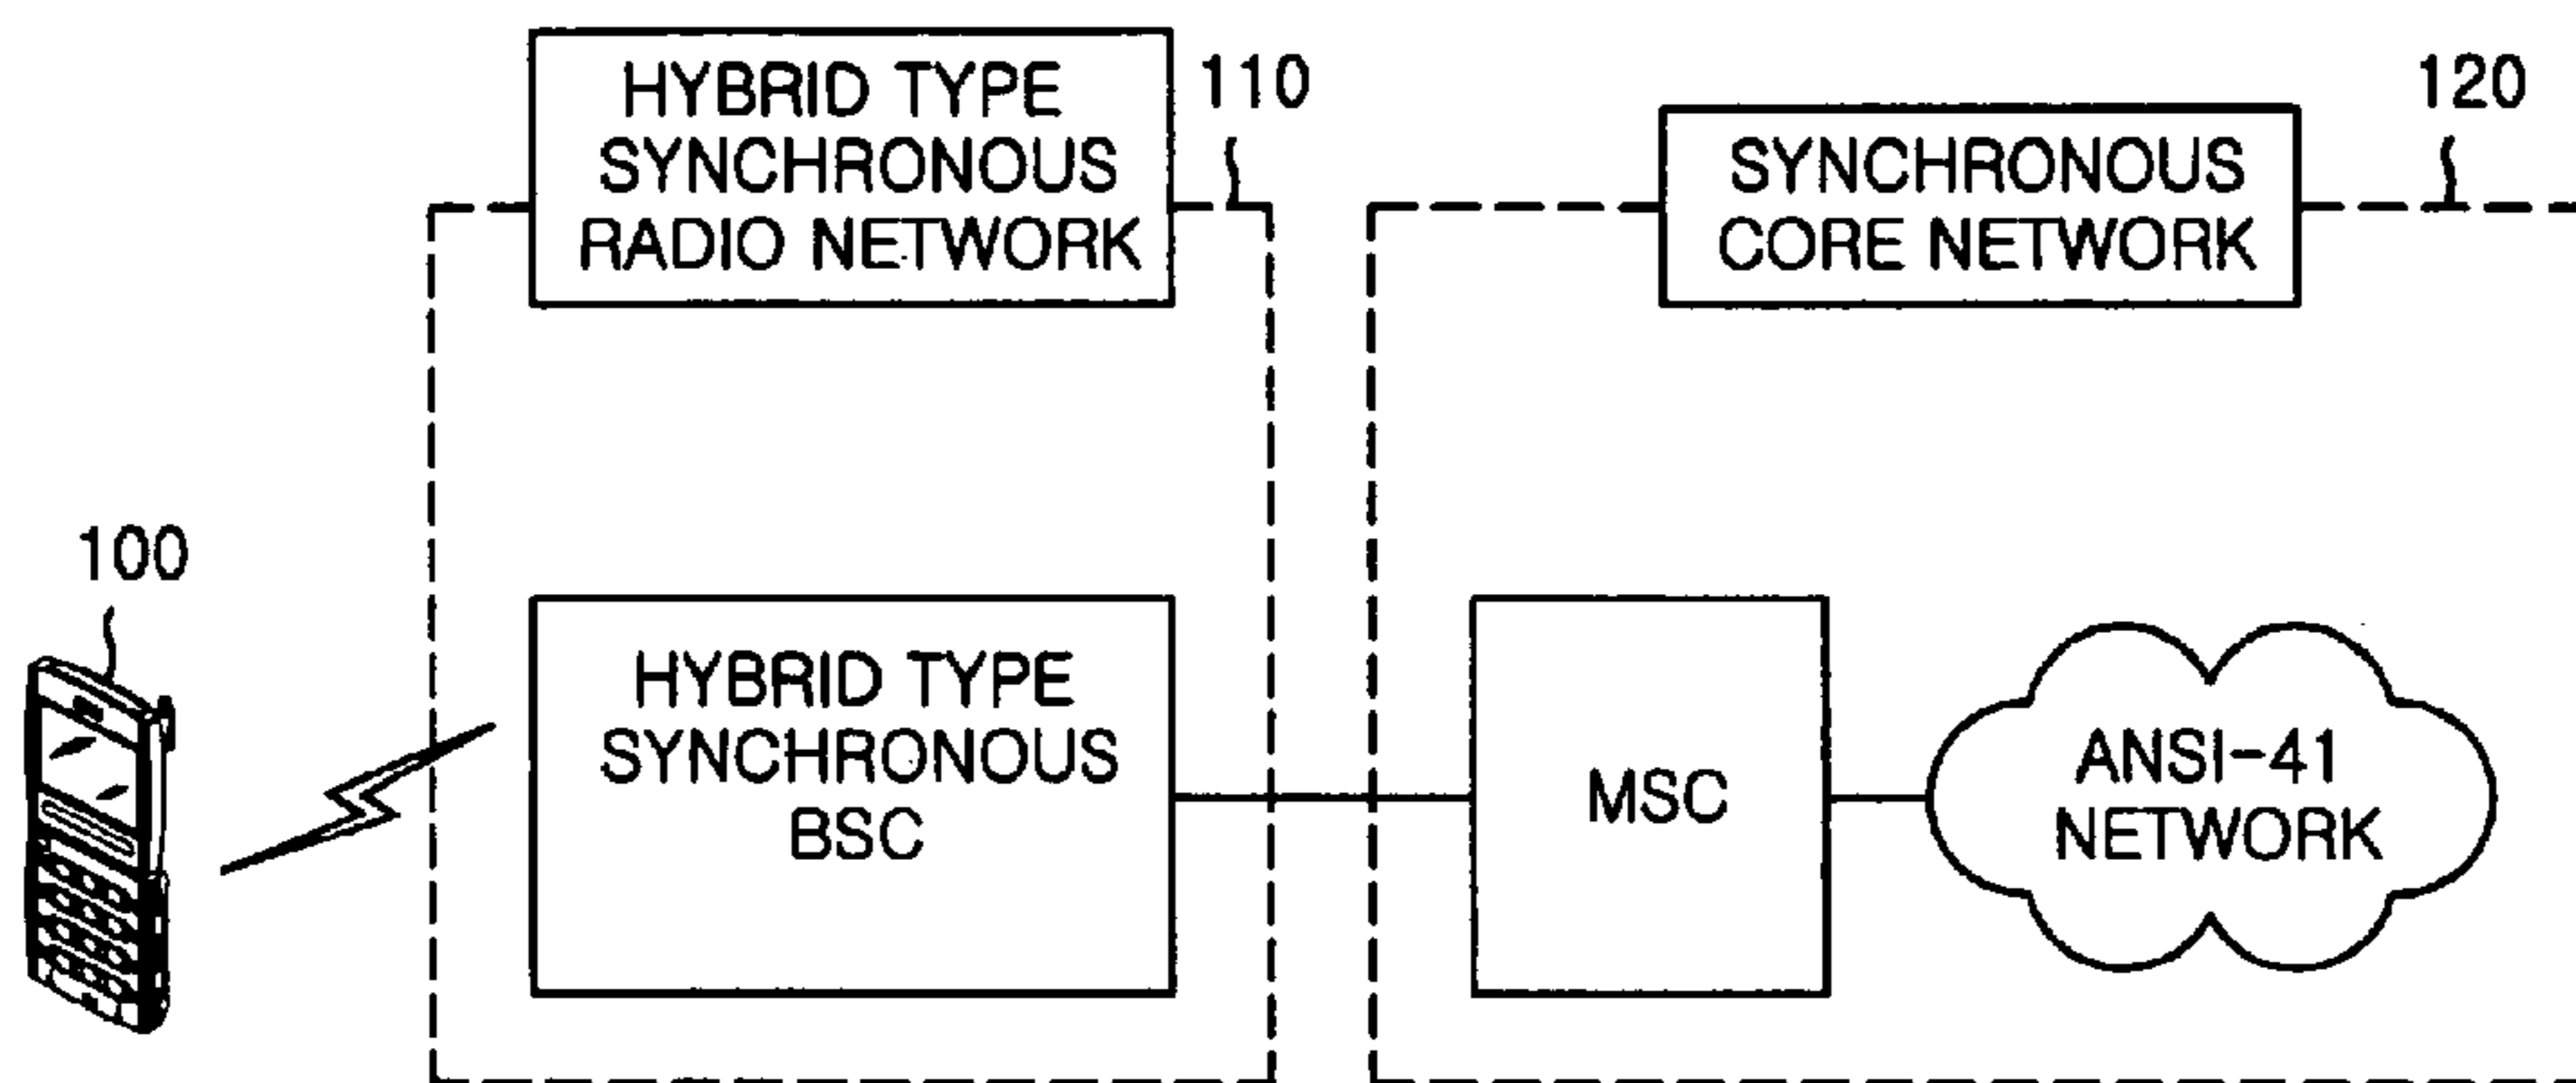 HYBRID TYPE
SYNCHRONOUS
RADIO NETWORK
110
SYNCHRONOUS
CORE NETWORK
120
100
HYBRID TYPE
SYNCHRONOUS
BSC
MSC
ANSI-41
NETWORK